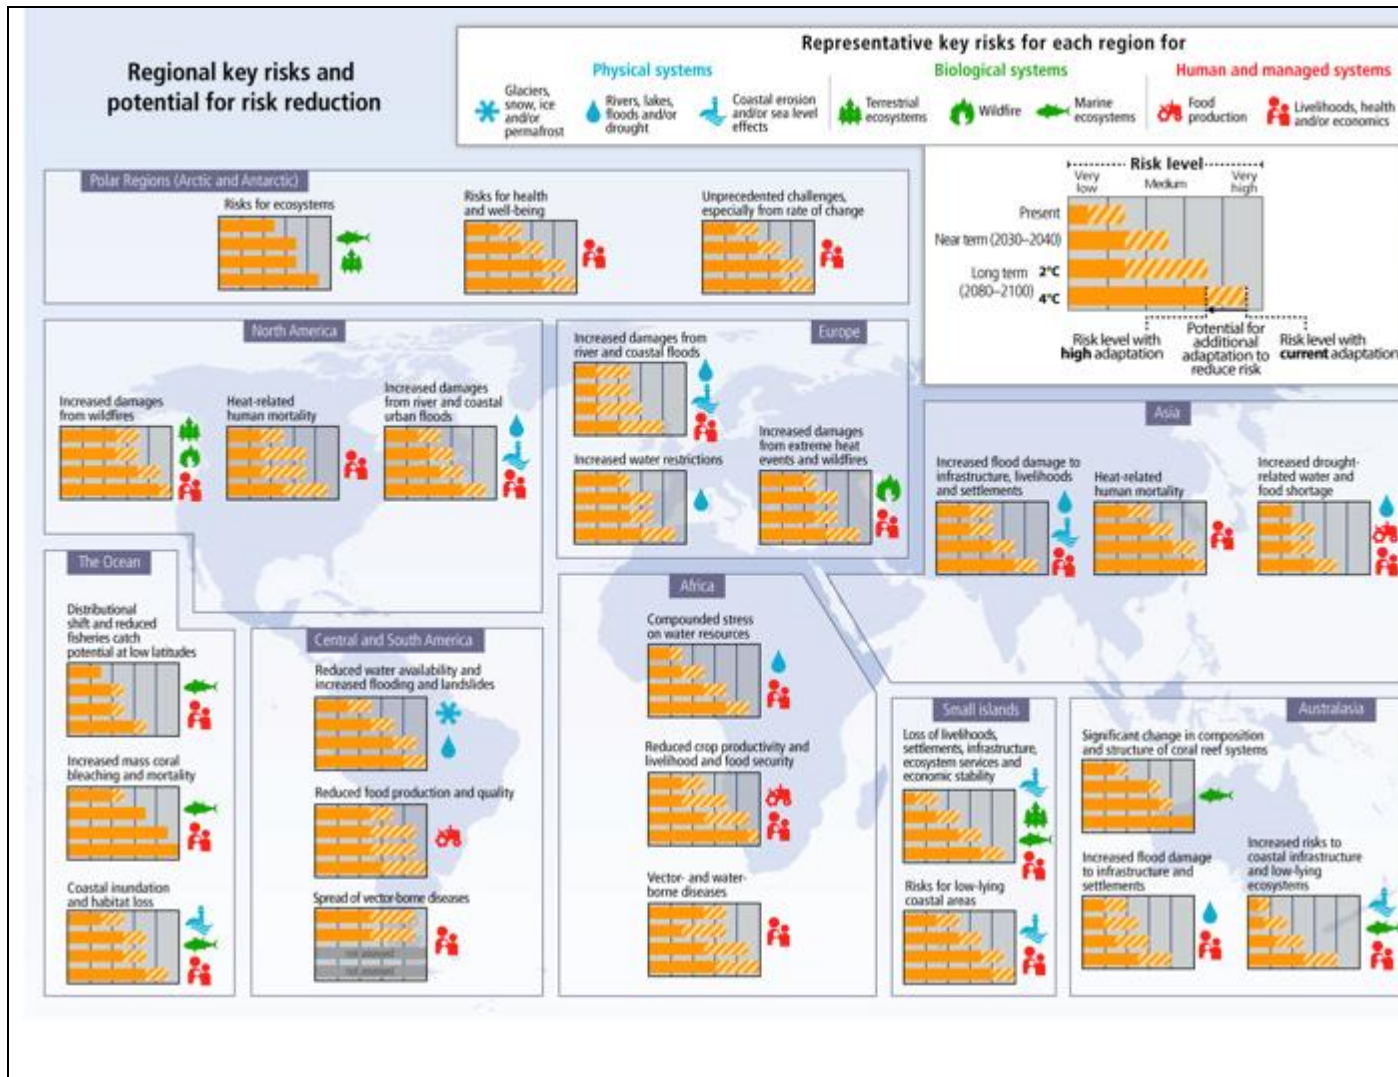 Regional key risks and
potential for risk reduction
Representative key risks for each region for
Physical systems
Biological systems
Human and managed systems
Glaciers,
snow, ice
and/or
permafrost
Rivers, lakes,
floods and/or
drought
Coastal erosion
and/or sea level
effects
Terrestrial
ecosystems
Wildfire
Marine
ecosystems
Food
production
Livelihoods, health
and/or economics
Risk level
Very
low
Medium
Very
high
Present
Near term (2030–2040)
Long term
(2080–2100)
2°C
4°C
Risk level with
high adaptation
Potential for
additional
adaptation to
reduce risk
Risk level with
current adaptation
Polar Regions (Arctic and Antarctic)
Risks for ecosystems
Risks for health
and well-being
Unprecedented challenges,
especially from rate of change
North America
Increased damages
from wildfires
Heat-related
human mortality
Increased damages
from river and coastal
urban floods
Europe
Increased damages from
river and coastal floods
Increased water restrictions
Increased damages
from extreme heat
events and wildfires
Asia
Increased flood damage to
infrastructure, livelihoods
and settlements
Heat-related
human mortality
Increased drought-
related water and
food shortage
The Ocean
Distributional
shift and reduced
fisheries catch
potential at low latitudes
Increased mass coral
bleaching and mortality
Coastal inundation
and habitat loss
Central and South America
Reduced water availability and
increased flooding and landslides
Reduced food production and quality
Spread of vector-borne diseases
not assessed
not assessed
Africa
Compounded stress
on water resources
Reduced crop productivity and
livelihood and food security
Vector- and water-
borne diseases
Small islands
Loss of livelihoods,
settlements, infrastructure,
ecosystem services and
economic stability
Risks for low-lying
coastal areas
Australasia
Significant change in composition
and structure of coral reef systems
Increased flood damage
to infrastructure and
settlements
Increased risks to
coastal infrastructure
and low-lying
ecosystems